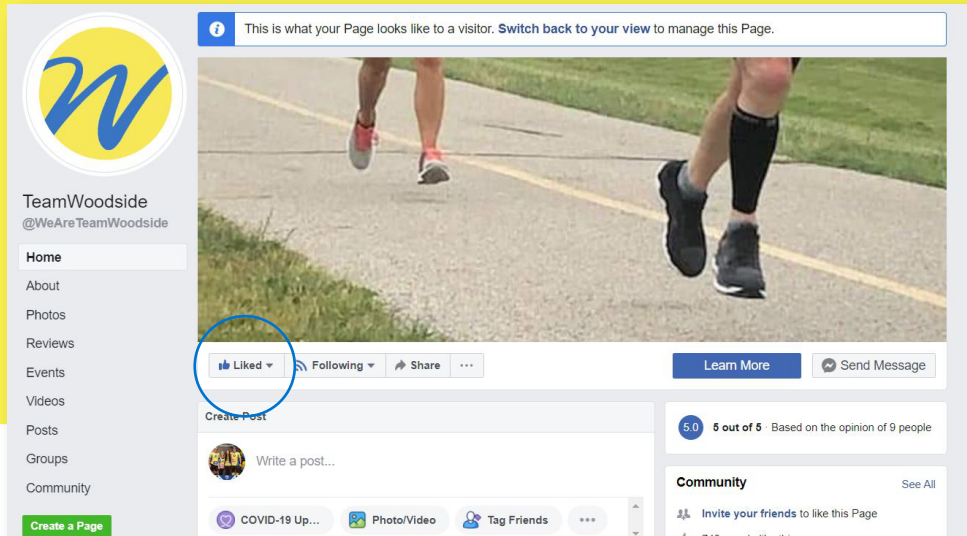 This is what your Page looks like to a visitor. Switch back to your view to manage this Page.
W
TeamWoodside
@WeAreTeamWoodside
Home
About
Photos
Reviews
Events
Videos
Posts
Groups
Community
Create a Page
Liked
Following
Share
Learn More
Send Message
Create Post
Write a post...
COVID-19 Up...
Photo/Video
Tag Friends
5.0
5 out of 5 · Based on the opinion of 9 people
Community
See All
Invite your friends to like this Page